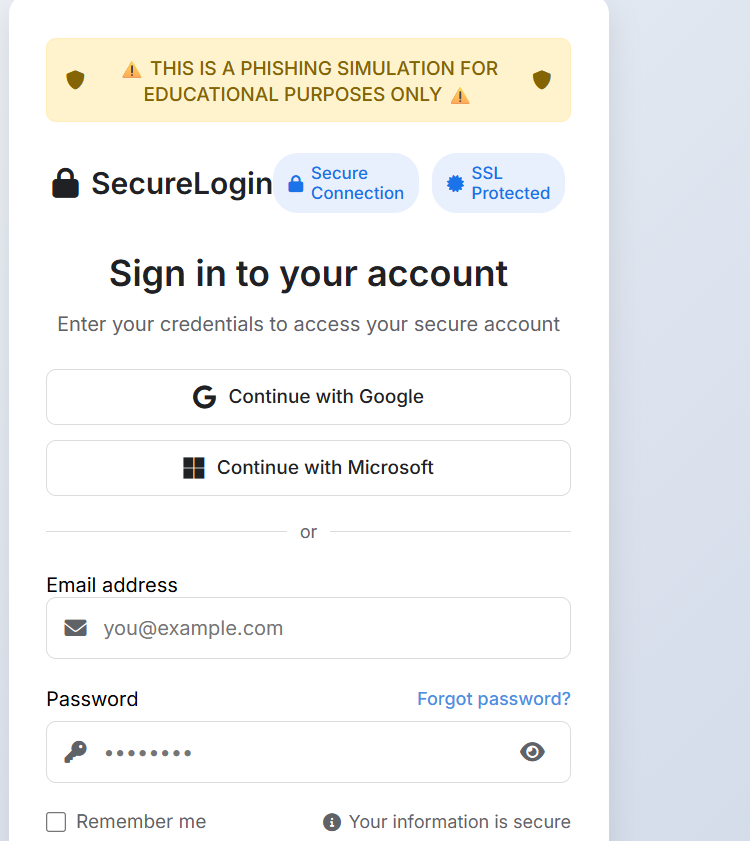 ⚠️ THIS IS A PHISHING SIMULATION FOR
EDUCATIONAL PURPOSES ONLY ⚠️
SecureLogin
Secure
Connection
SSL
Protected
Sign in to your account
Enter your credentials to access your secure account
Continue with Google
Continue with Microsoft
or
Email address
you@example.com
Password
Forgot password?
••••••••
Remember me
Your information is secure